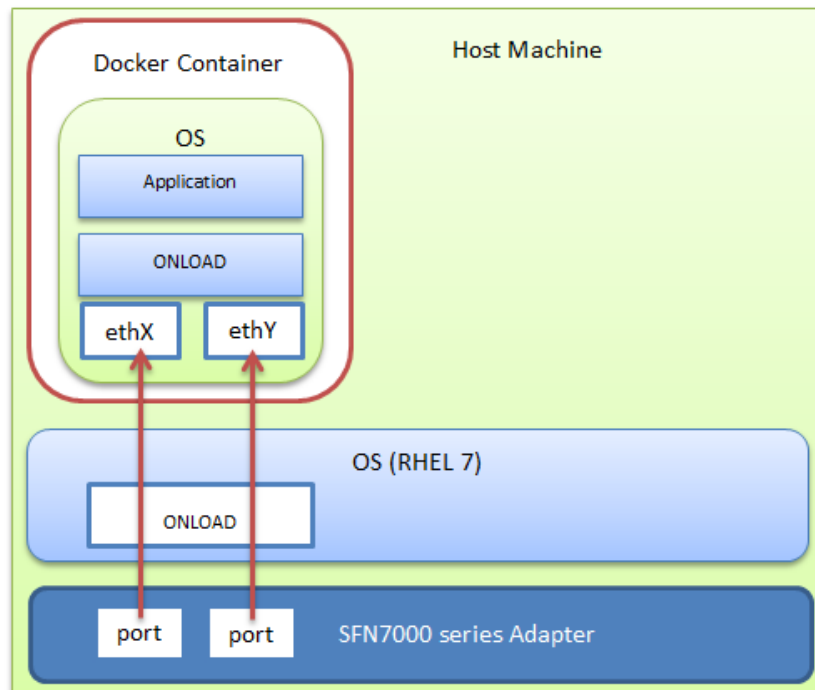 Host Machine
Docker Container
OS
Application
ONLOAD
ethX
ethY
OS (RHEL 7)
ONLOAD
port
port
SFN7000 series Adapter